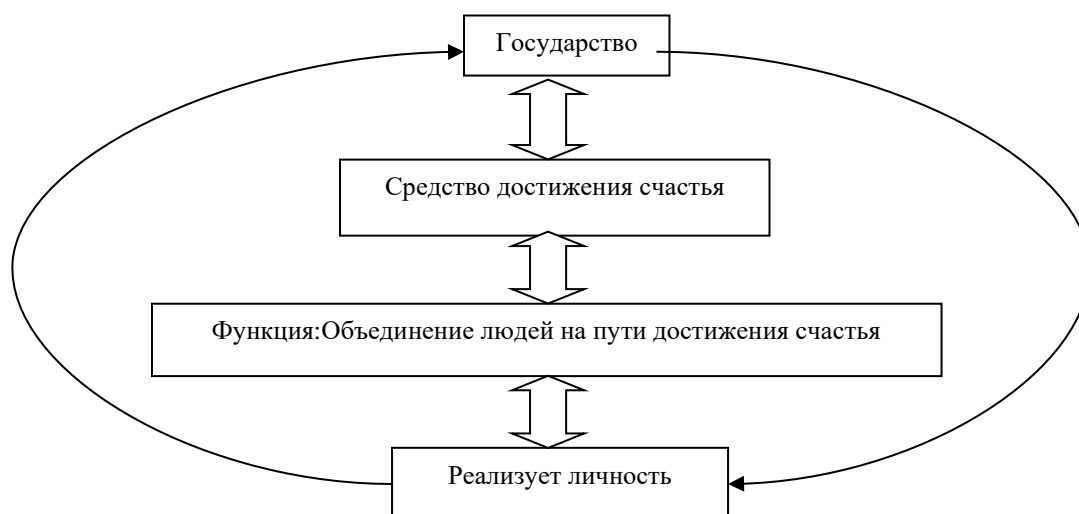 Государство
Средство достижения счастья
Функция:Объединение людей на пути достижения счастья
Реализует личность